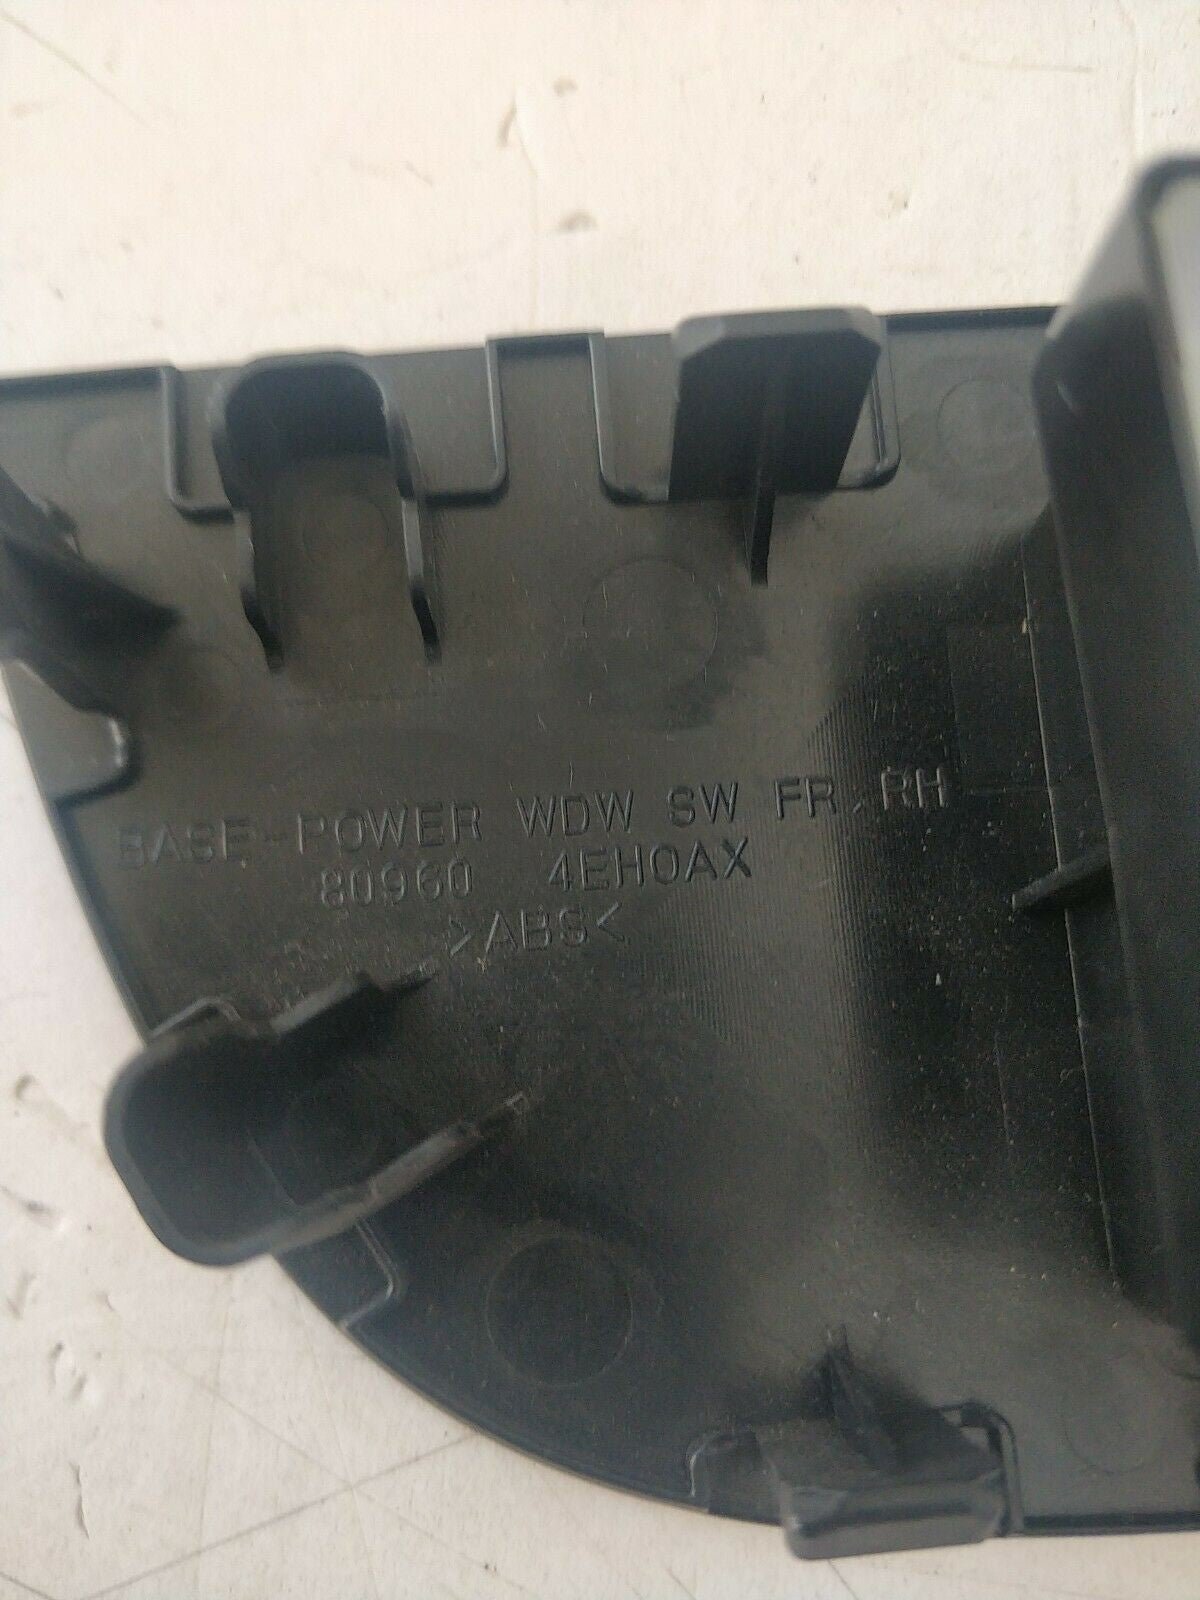 BASE-POWER WDW SW FR, RH
80960 4EH0AX
>ABS<